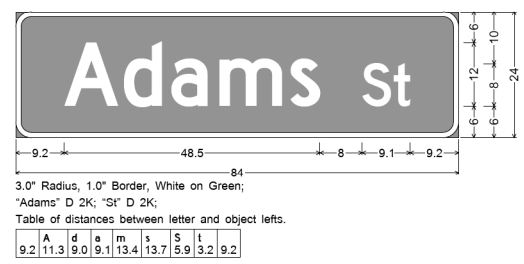 Adams St
6
12
6
10
8
6
24
9.2
48.5
8
9.1
9.2
84
3.0" Radius, 1.0" Border, White on Green;
"Adams" D 2K; "St" D 2K;
Table of distances between letter and object lefts.
A d a m s S t
9.2 11.3 9.0 9.1 13.4 13.7 5.9 3.2 9.2